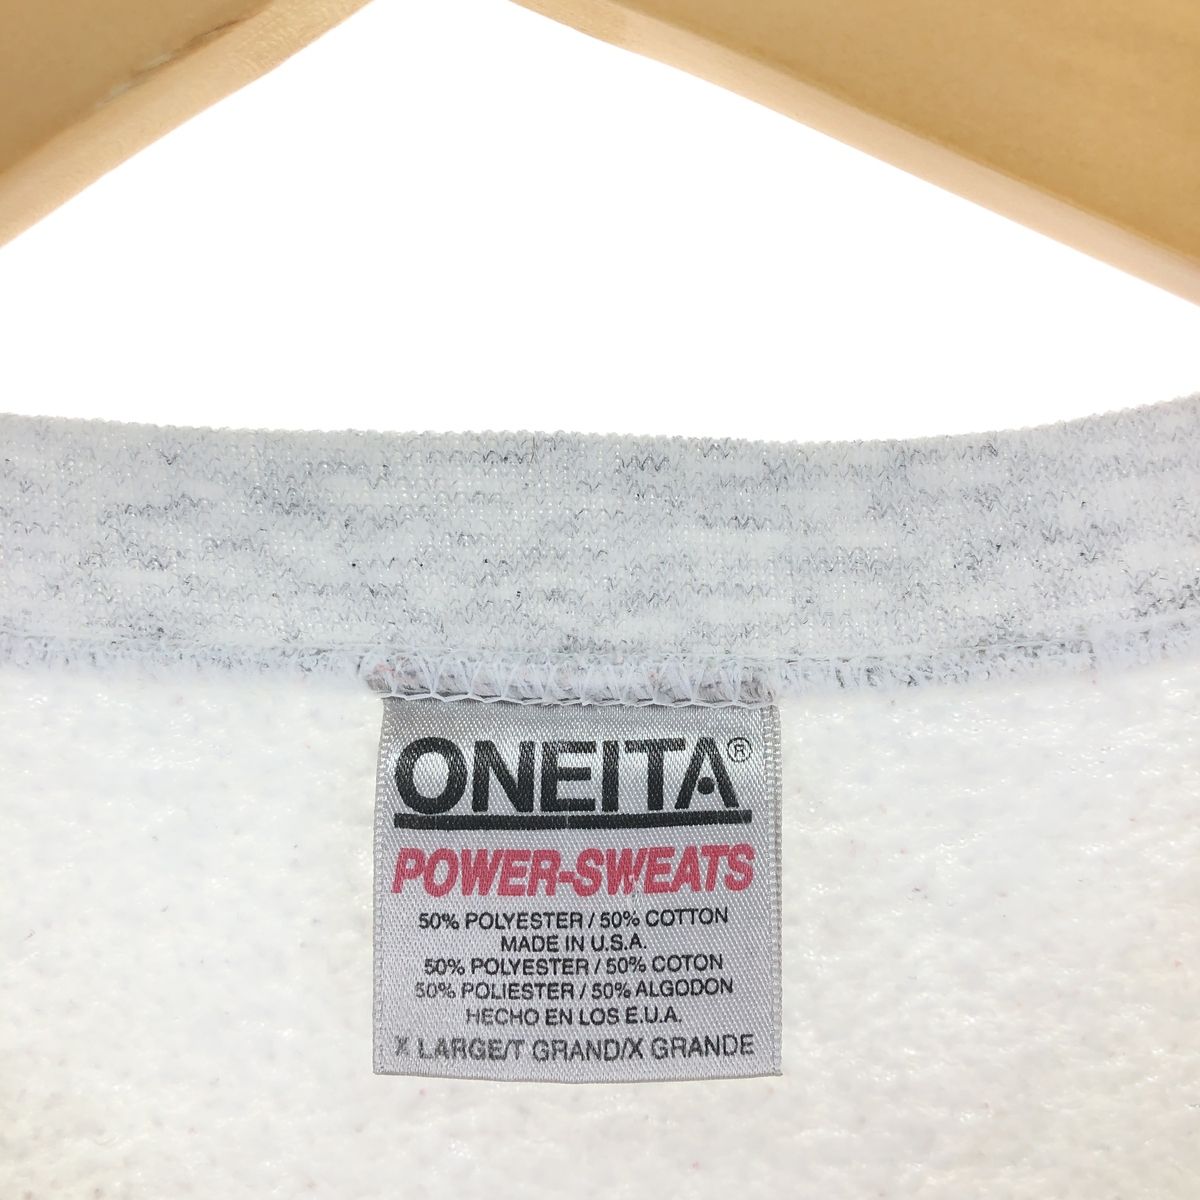 ONEITA®
POWER-SWEATS
50% POLYESTER / 50% COTTON
MADE IN U.S.A.
50% POLYESTER / 50% COTON
50% POLIESTER / 50% ALGODON
HECHO EN LOS E.U.A.
X LARGE/T GRAND/X GRANDE